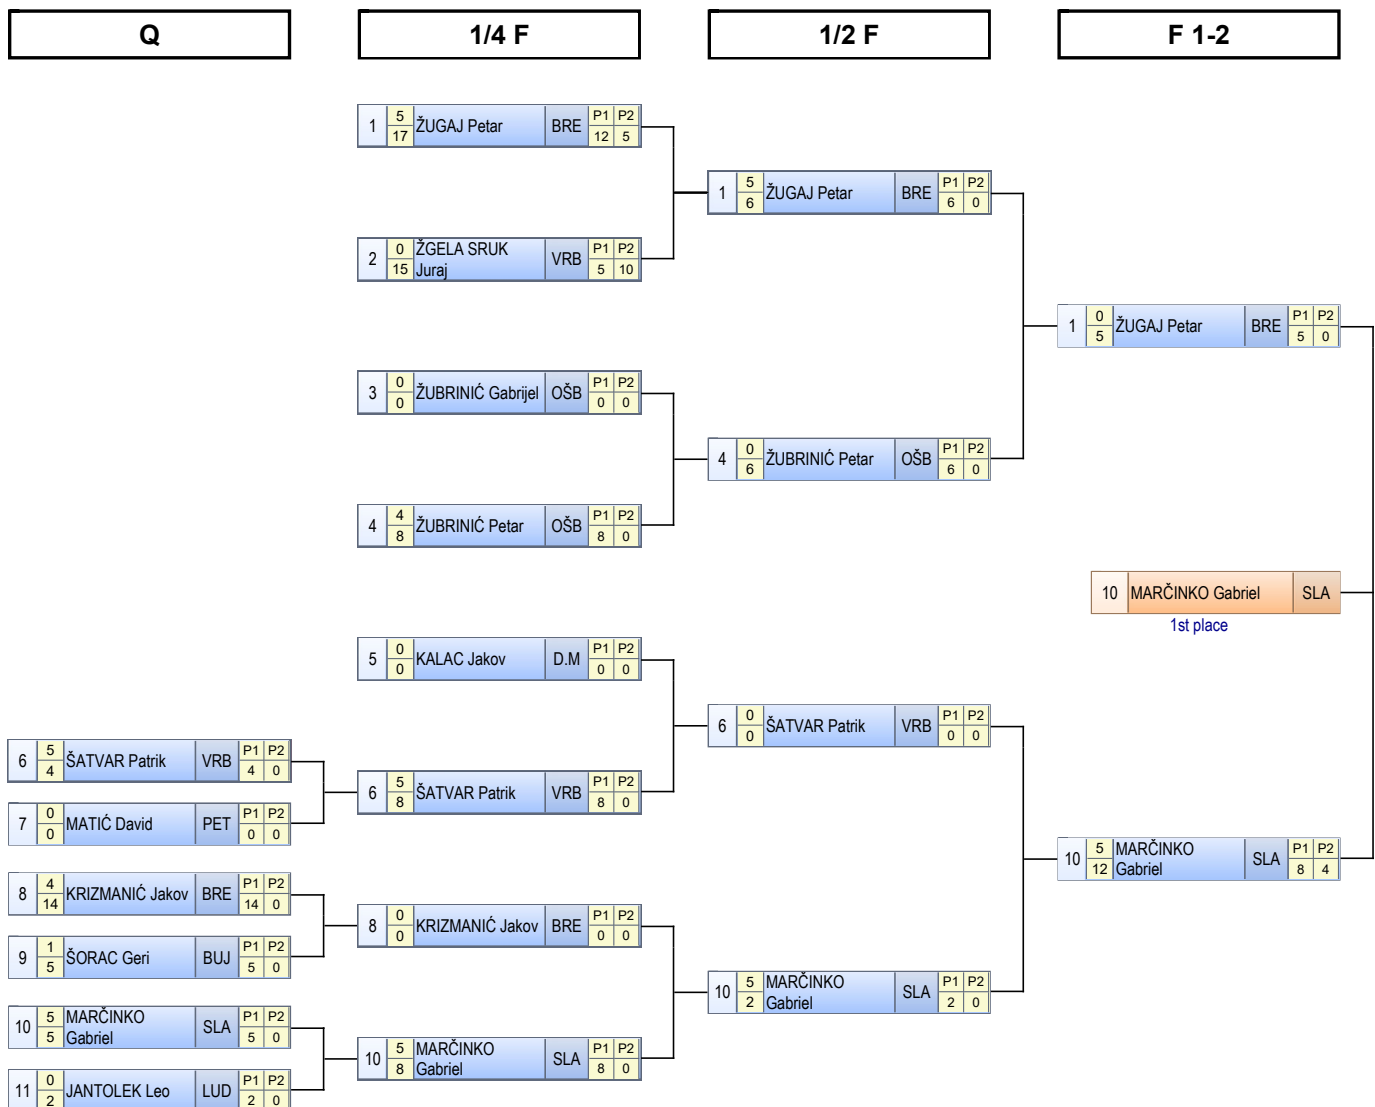 Q 1/4 F 1/2 F F 1-2
1 5 17 ŽUGAJ Petar BRE P1 P2 12 5
1 5 6 ŽUGAJ Petar BRE P1 P2 6 0
2 0 15 ŽGELA SRUK
Juraj VRB P1 P2 5 10
1 0 5 ŽUGAJ Petar BRE P1 P2 5 0
3 0 0 ŽUBRINIĆ Gabrijel OŠB P1 P2 0 0
4 0 6 ŽUBRINIĆ Petar OŠB P1 P2 6 0
4 4 8 ŽUBRINIĆ Petar OŠB P1 P2 8 0
10 MARČINKO Gabriel SLA
1st place
5 0 0 KALAC Jakov D.M P1 P2 0 0
6 0 0 ŠATVAR Patrik VRB P1 P2 0 0
6 5 4 ŠATVAR Patrik VRB P1 P2 4 0
6 5 8 ŠATVAR Patrik VRB P1 P2 8 0
7 0 0 MATIĆ David PET P1 P2 0 0
10 5 12 MARČINKO
Gabriel SLA P1 P2 8 4
8 4 14 KRIZMANIĆ Jakov BRE P1 P2 14 0
8 0 0 KRIZMANIĆ Jakov BRE P1 P2 0 0
9 1 5 ŠORAC Geri BUJ P1 P2 5 0
10 5 2 MARČINKO
Gabriel SLA P1 P2 2 0
10 5 5 MARČINKO
Gabriel SLA P1 P2 5 0
10 5 8 MARČINKO
Gabriel SLA P1 P2 8 0
11 0 2 JANTOLEK Leo LUD P1 P2 2 0